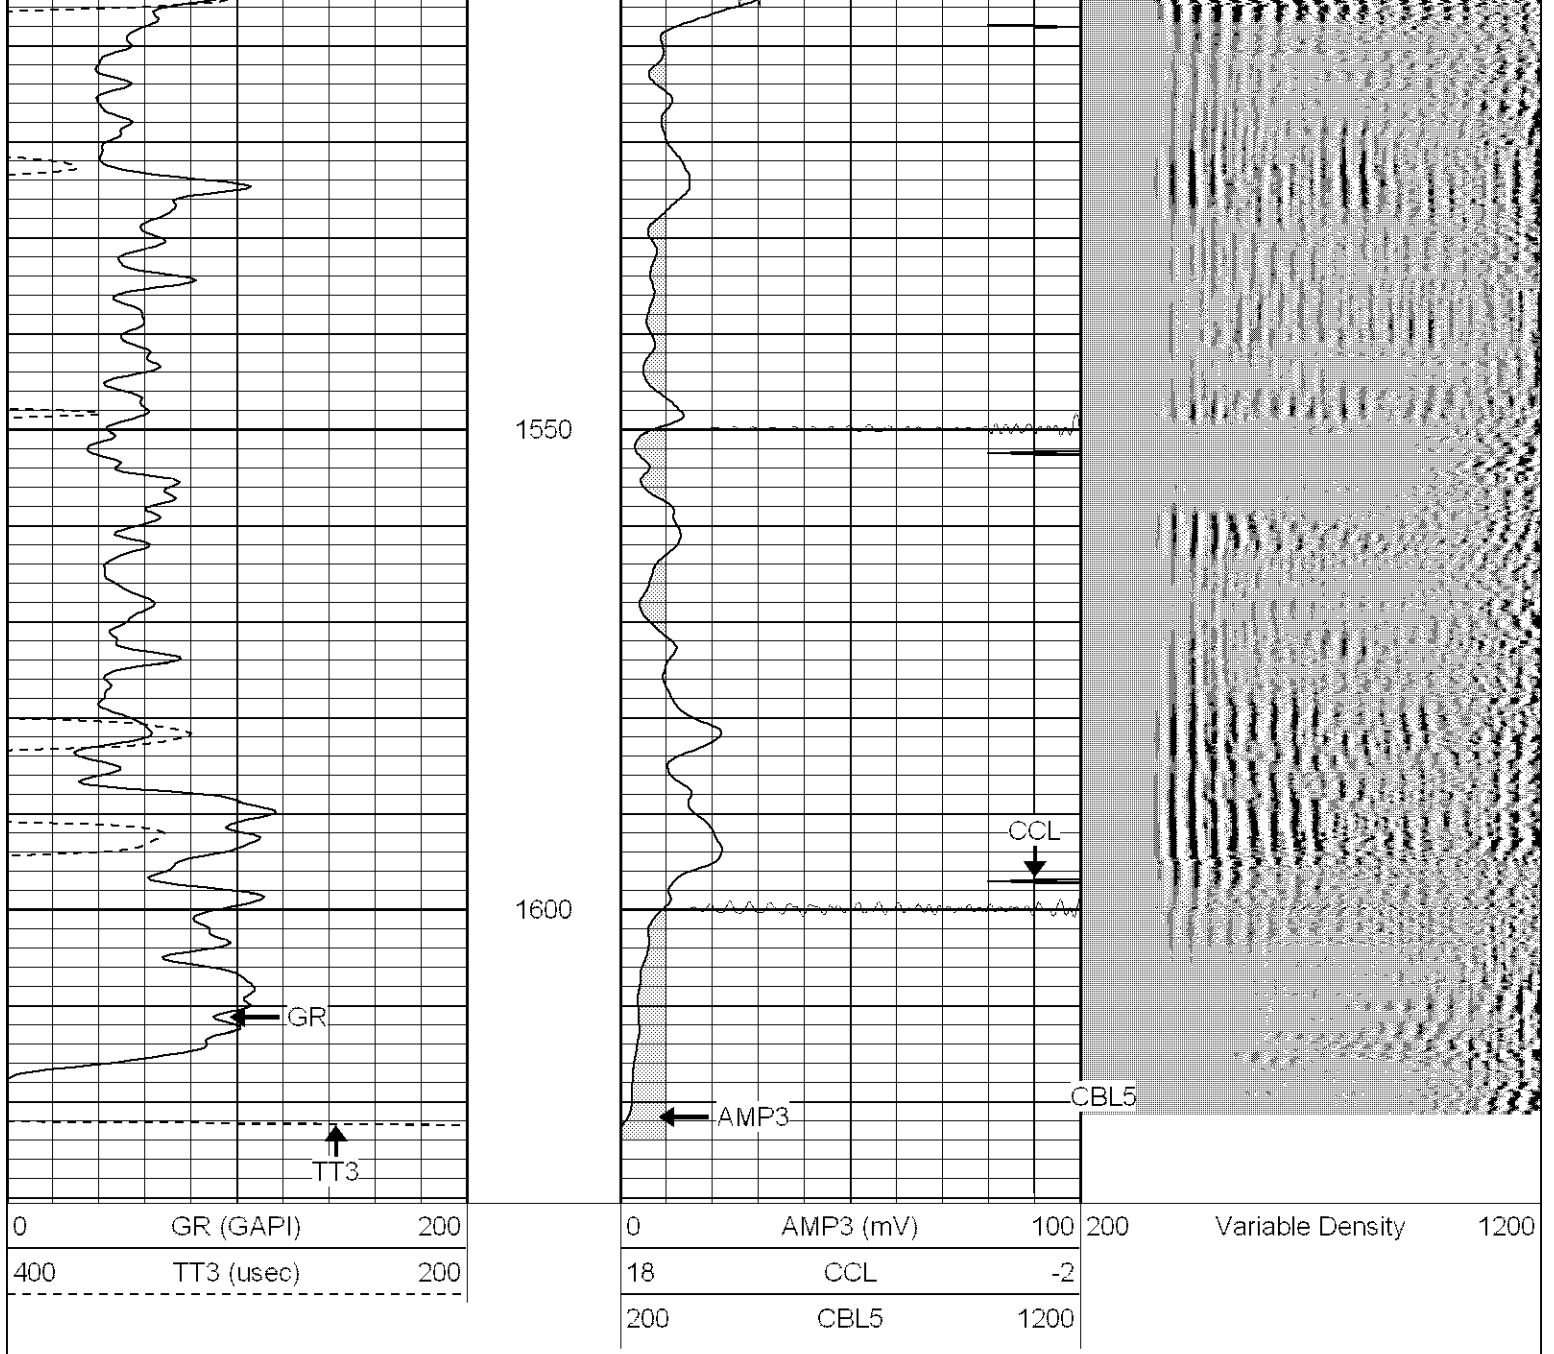 1550
CCL
1600
GR
CBL5
AMP3
TT3
0 GR (GAPI) 200
0 AMP3 (mV) 100
200 Variable Density 1200
400 TT3 (usec) 200
18 CCL -2
200 CBL5 1200